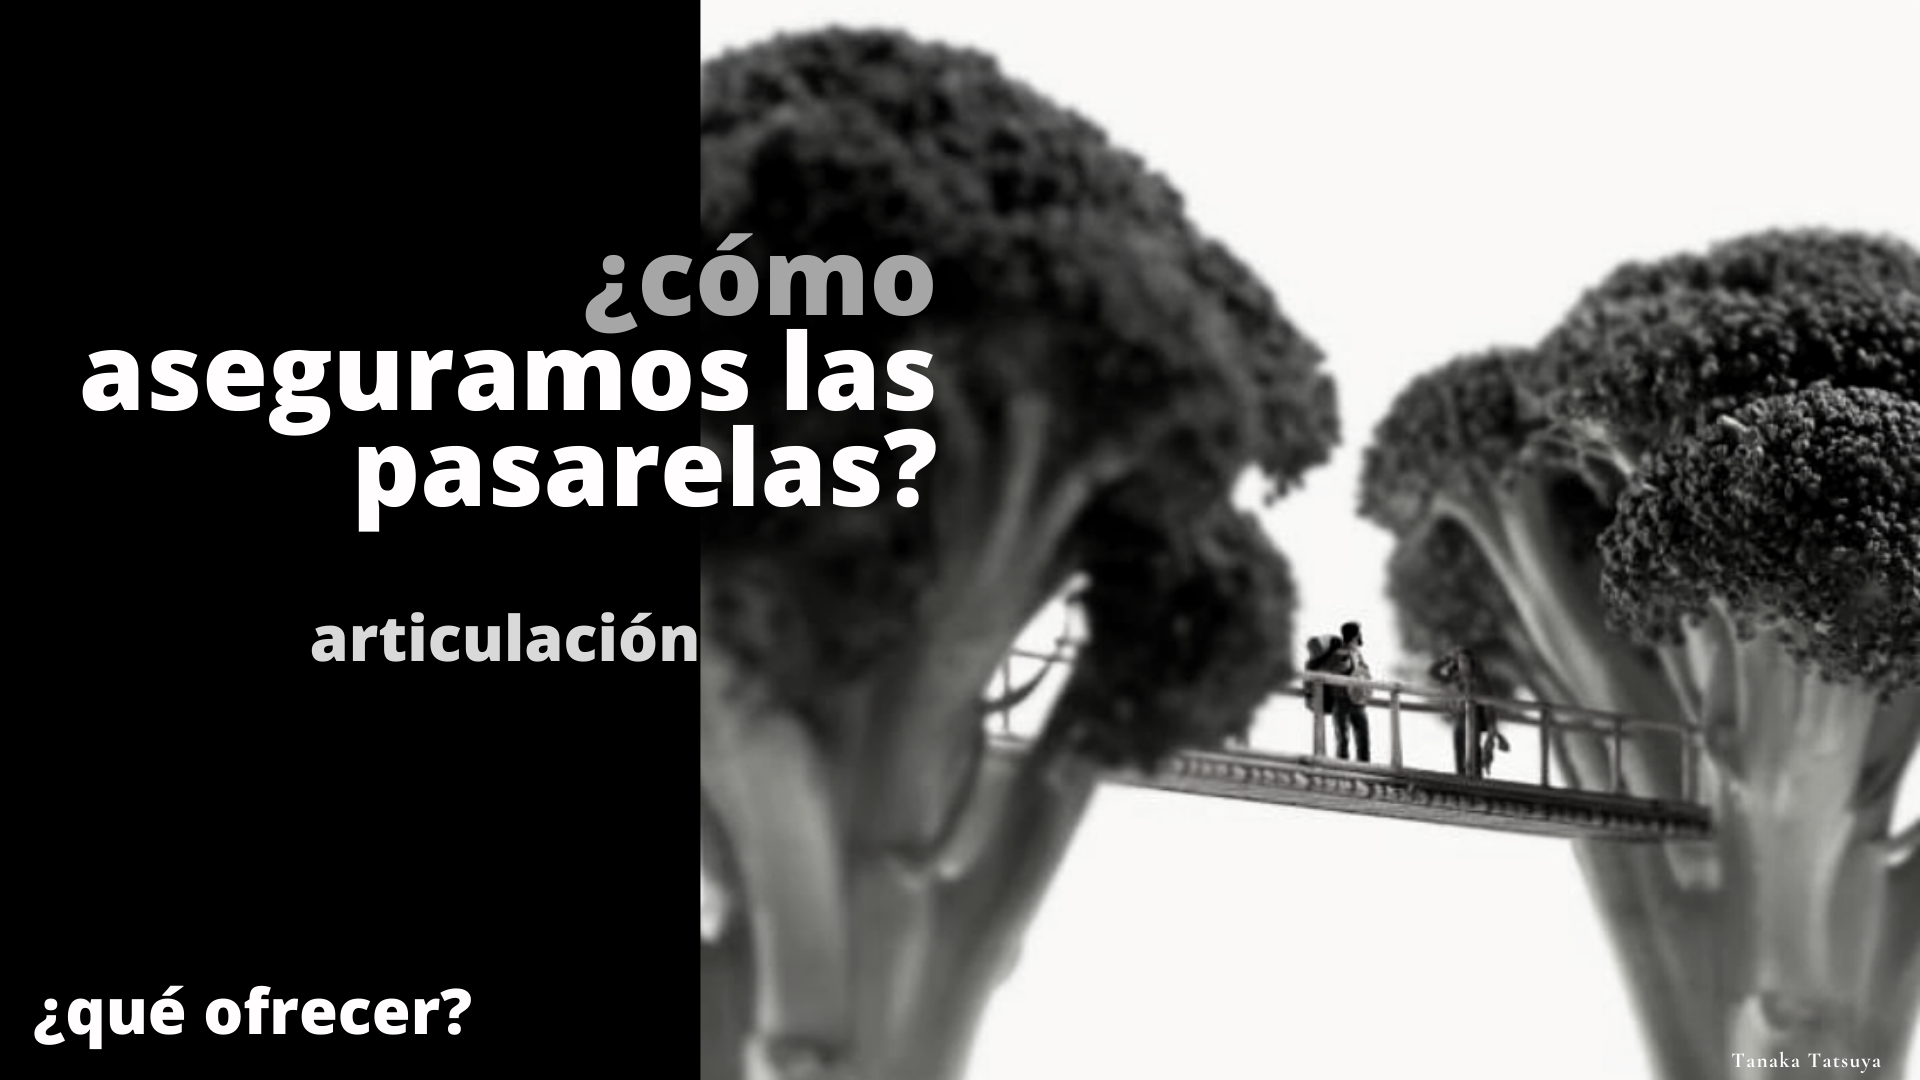 ¿cómo
aseguramos las
pasarelas?
articulación
¿qué ofrecer?
Tanaka Tatsuya